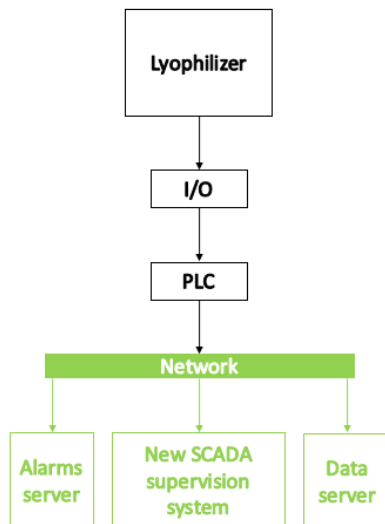 Lyophilizer
I/O
PLC
Network
Alarms
server
New SCADA
supervision
system
Data
server